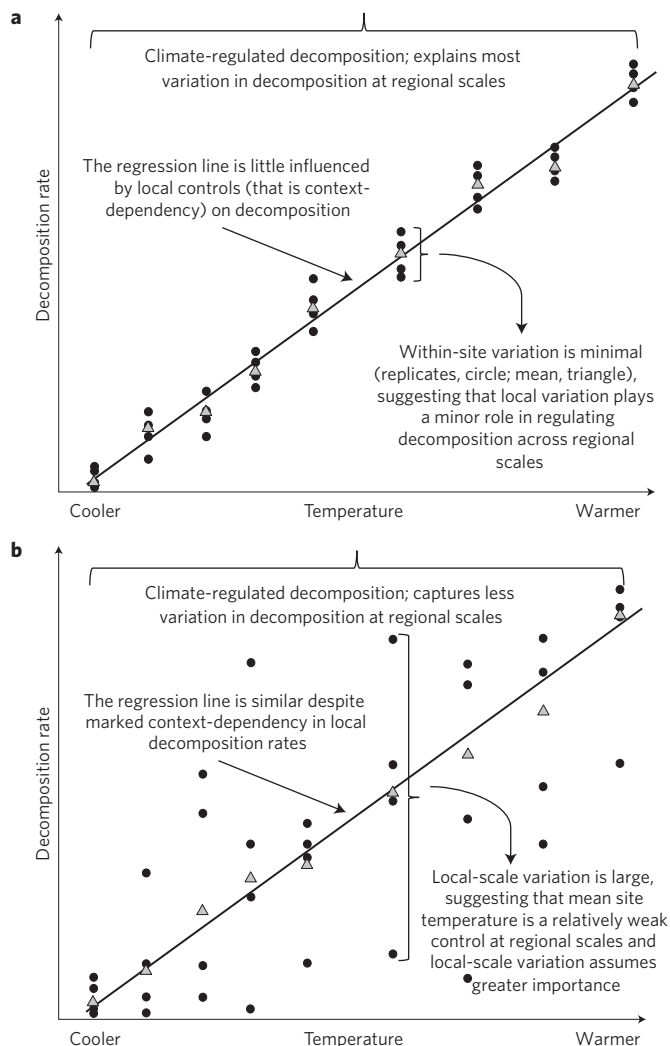 a
Climate-regulated decomposition; explains most
variation in decomposition at regional scales
The regression line is little influenced
by local controls (that is context-
dependency) on decomposition
Decomposition rate
Within-site variation is minimal
(replicates, circle; mean, triangle),
suggesting that local variation plays
a minor role in regulating
decomposition across regional
scales
Cooler Temperature Warmer
b
Climate-regulated decomposition; captures less
variation in decomposition at regional scales
The regression line is similar despite
marked context-dependency in local
decomposition rates
Decomposition rate
Local-scale variation is large,
suggesting that mean site
temperature is a relatively weak
control at regional scales and
local-scale variation assumes
greater importance
Cooler Temperature Warmer